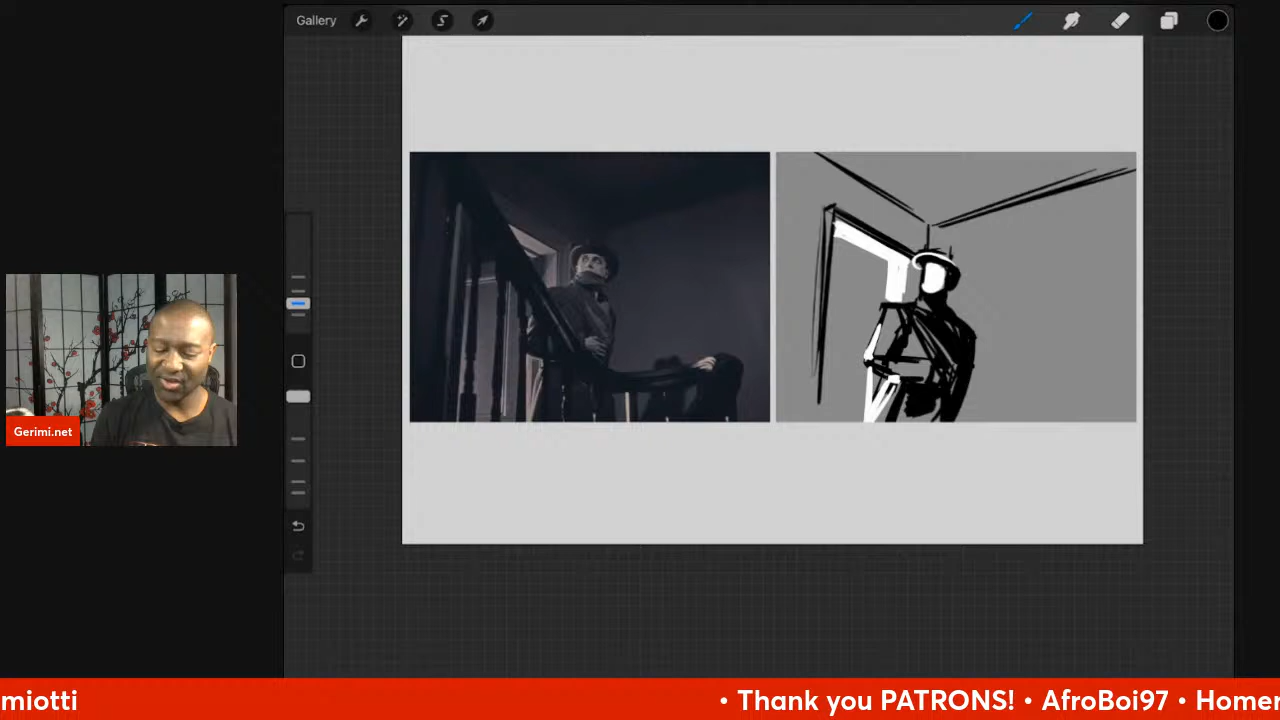 Gallery
Gerimi.net
miotti • Thank you PATRONS! • AfroBoi97 • Homer